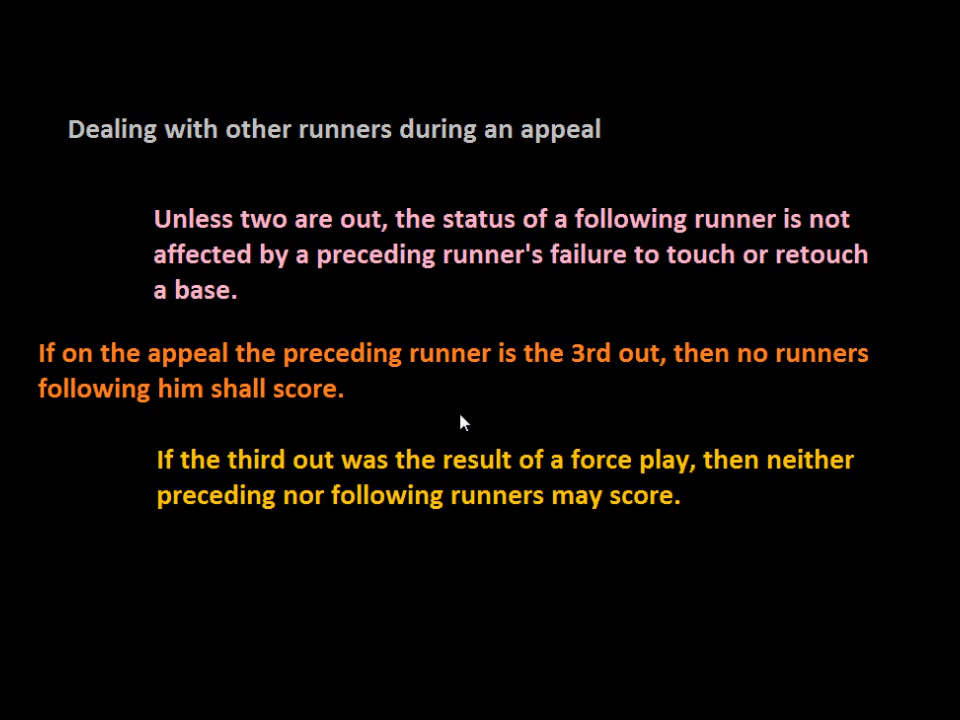 Dealing with other runners during an appeal
Unless two are out, the status of a following runner is not
affected by a preceding runner's failure to touch or retouch
a base.
If on the appeal the preceding runner is the 3rd out, then no runners
following him shall score.
If the third out was the result of a force play, then neither
preceding nor following runners may score.